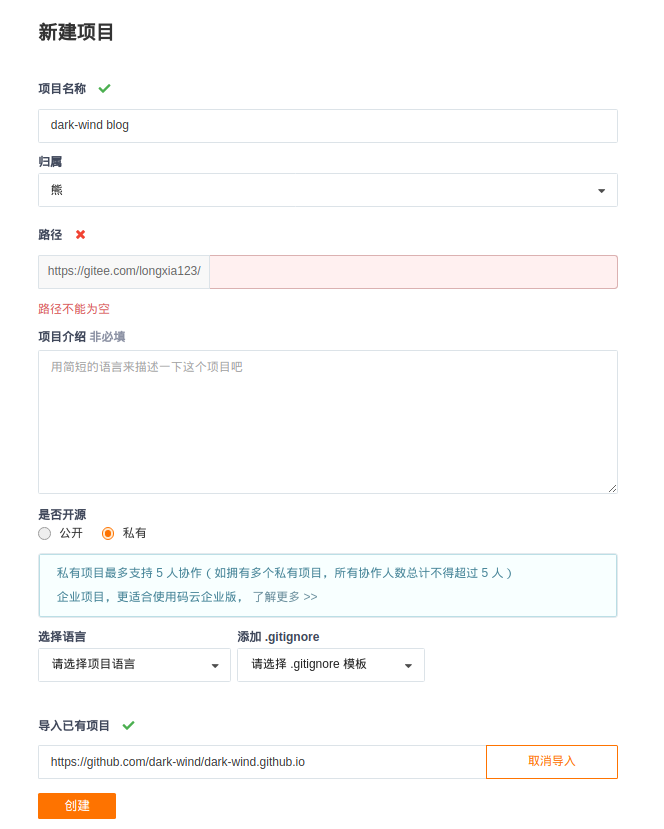 新建项目
项目名称
dark-wind blog
归属
熊
路径
https://gitee.com/longxia123/
路径不能为空
项目介绍 非必填
用简短的语言来描述一下这个项目吧
是否开源
公开 私有
私有项目最多支持 5 人协作（如拥有多个私有项目，所有协作人数总计不得超过 5 人）
企业项目，更适合使用码云企业版， 了解更多 >>
选择语言 添加 .gitignore
请选择项目语言 请选择 .gitignore 模板
导入已有项目
https://github.com/dark-wind/dark-wind.github.io 取消导入
创建